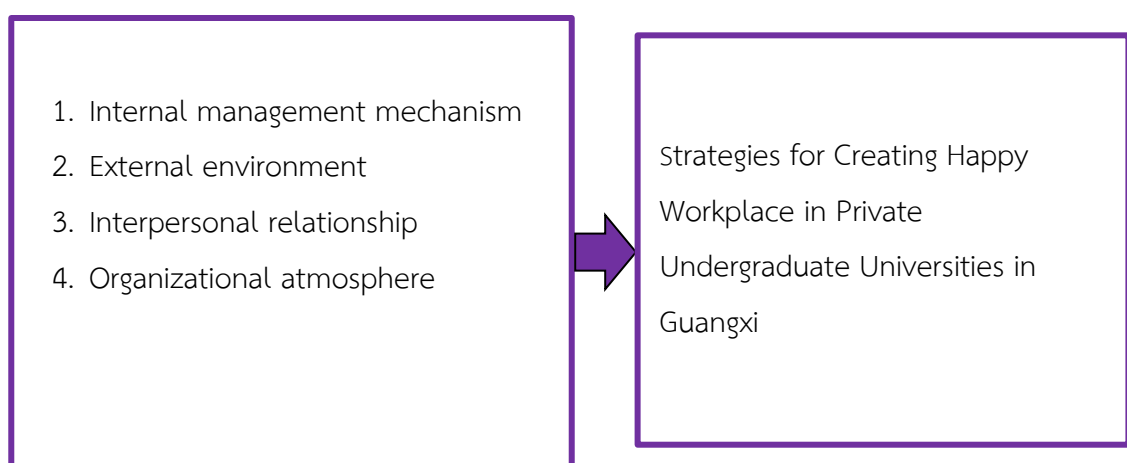 1. Internal management mechanism
2. External environment
3. Interpersonal relationship
4. Organizational atmosphere
Strategies for Creating Happy
Workplace in Private
Undergraduate Universities in
Guangxi